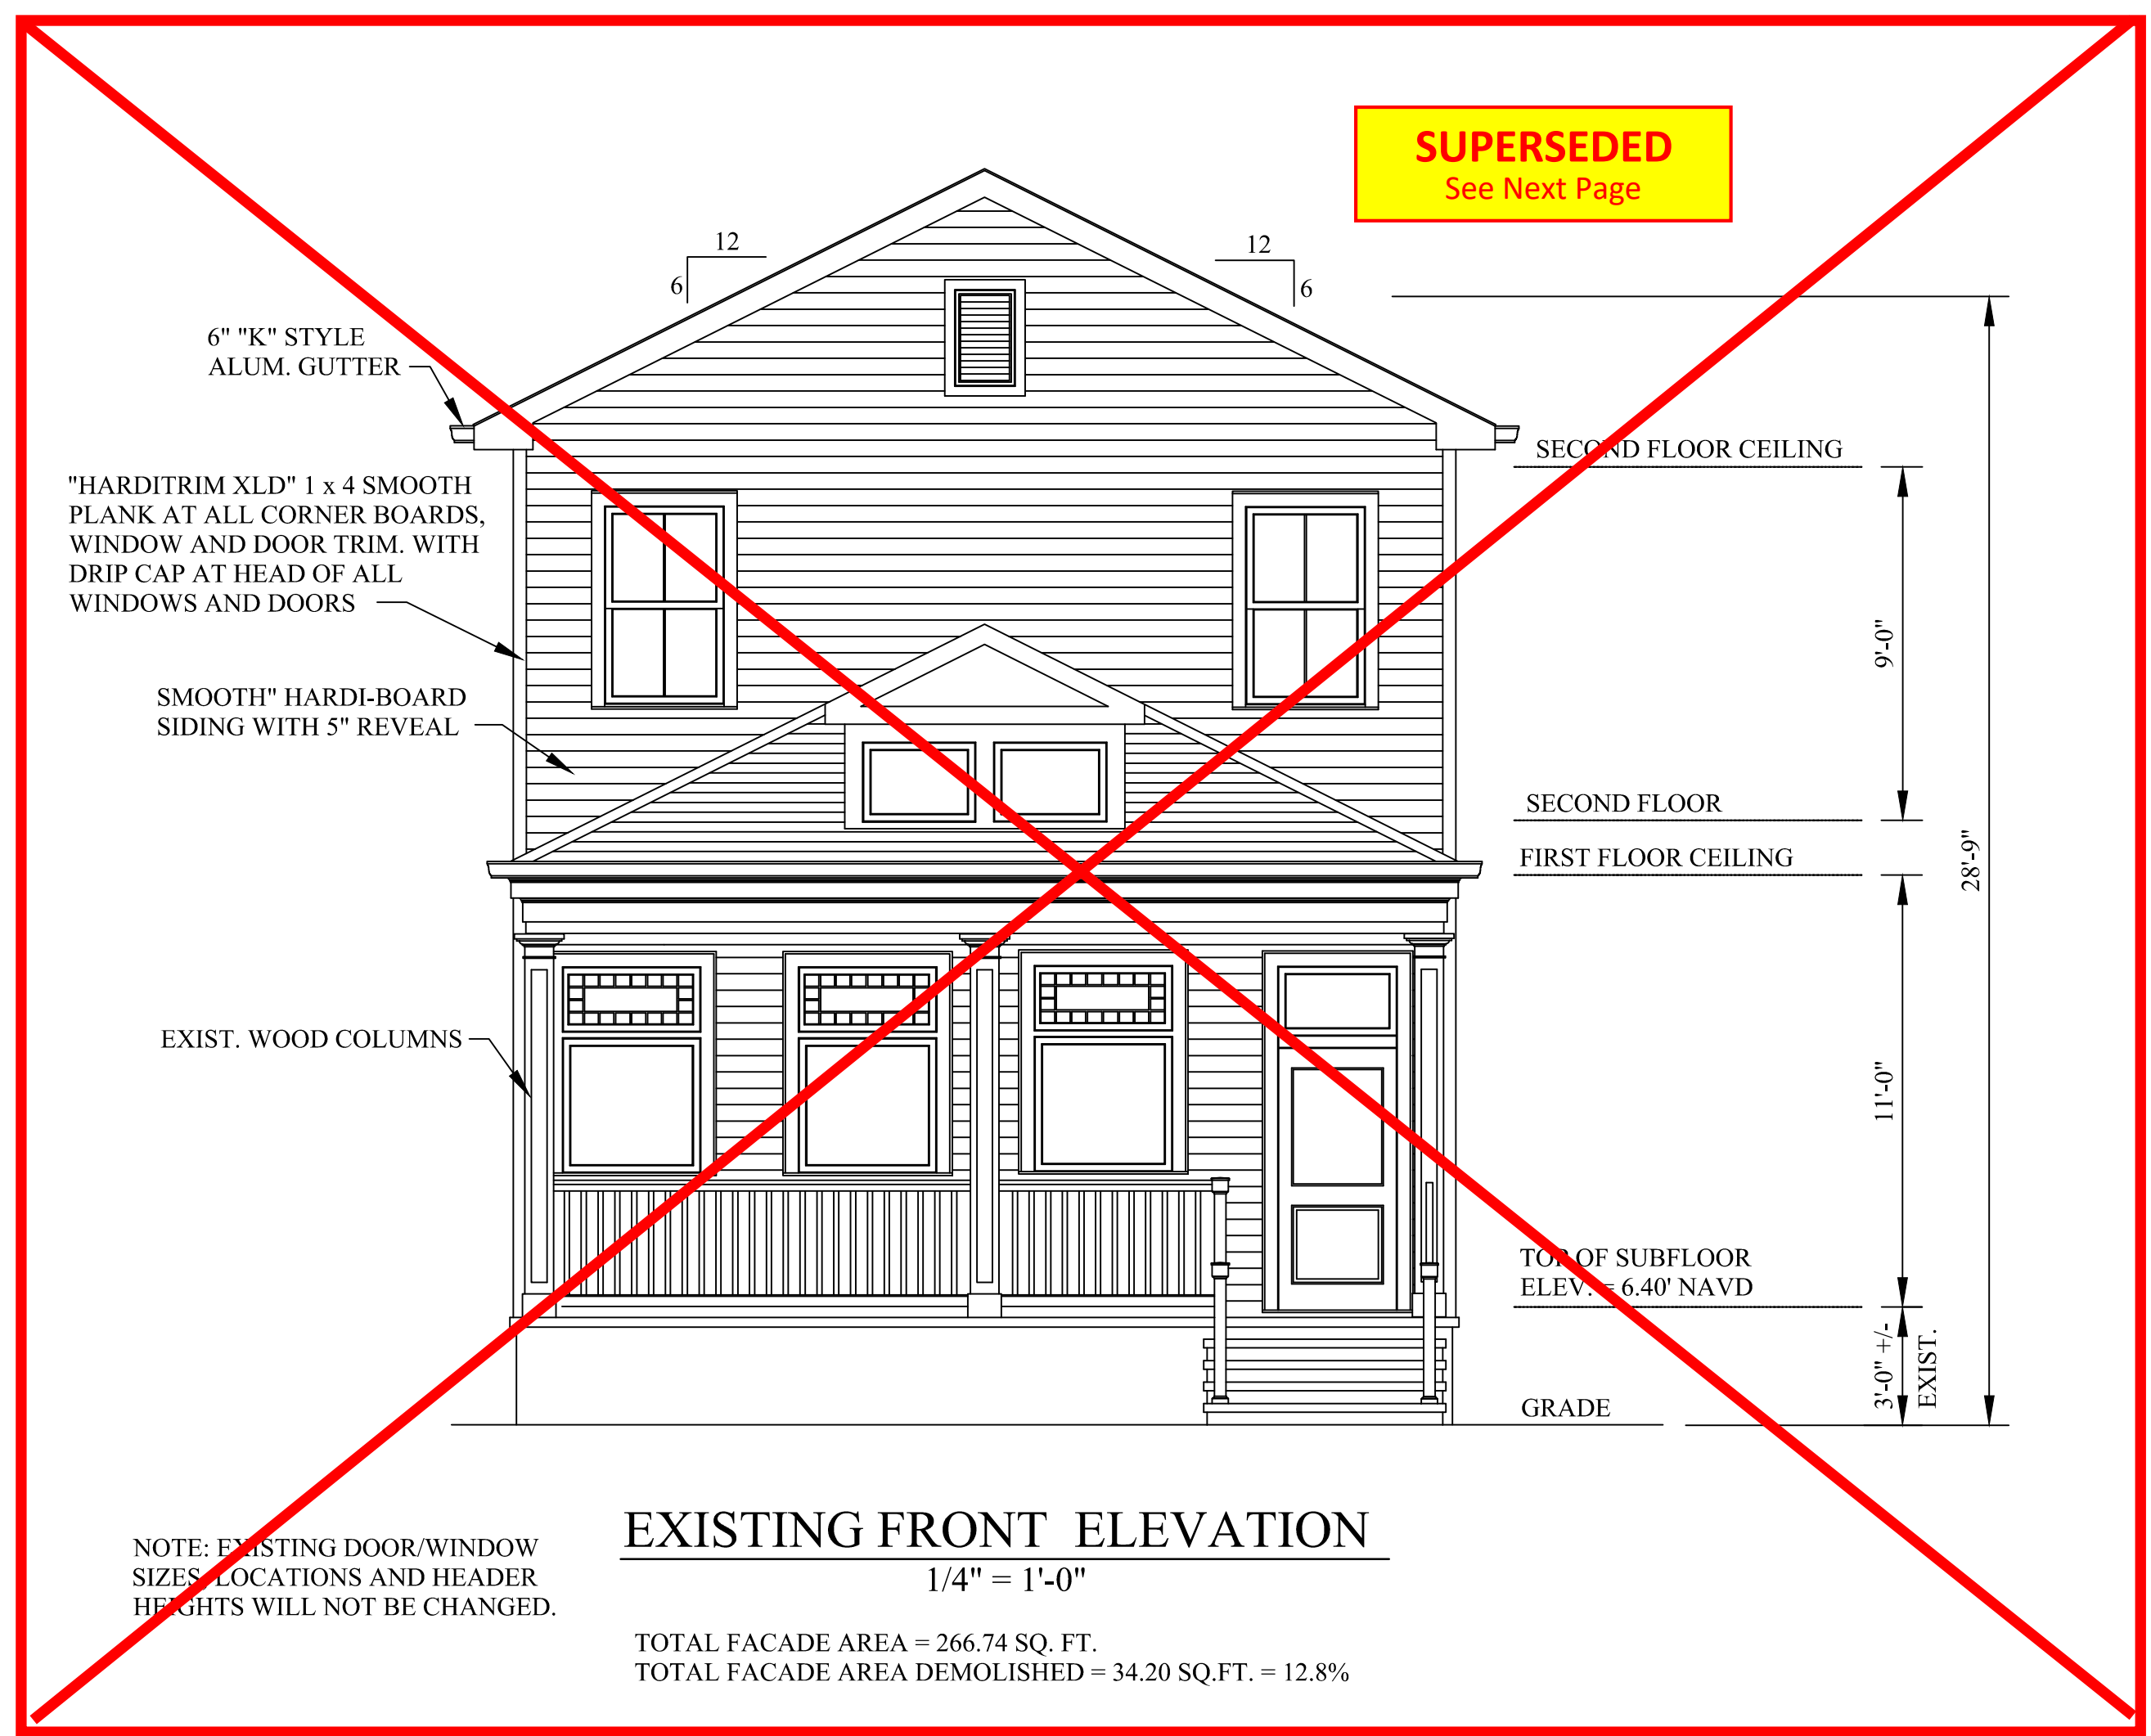 SUPERSEDED
See Next Page
12
6
12
6
6" "K" STYLE
ALUM. GUTTER
"HARDITRIM XLD" 1 x 4 SMOOTH
PLANK AT ALL CORNER BOARDS,
WINDOW AND DOOR TRIM. WITH
DRIP CAP AT HEAD OF ALL
WINDOWS AND DOORS
SMOOTH" HARDI-BOARD
SIDING WITH 5" REVEAL
EXIST. WOOD COLUMNS
SECOND FLOOR CEILING
9'-0"
SECOND FLOOR
FIRST FLOOR CEILING
28'-9"
11'-0"
TOP OF SUBFLOOR
ELEV. = 6.40' NAVD
3'-0" +/-
EXIST.
GRADE
EXISTING FRONT ELEVATION
1/4" = 1'-0"
NOTE: EXISTING DOOR/WINDOW
SIZES, LOCATIONS AND HEADER
HEIGHTS WILL NOT BE CHANGED.
TOTAL FACADE AREA = 266.74 SQ. FT.
TOTAL FACADE AREA DEMOLISHED = 34.20 SQ.FT. = 12.8%